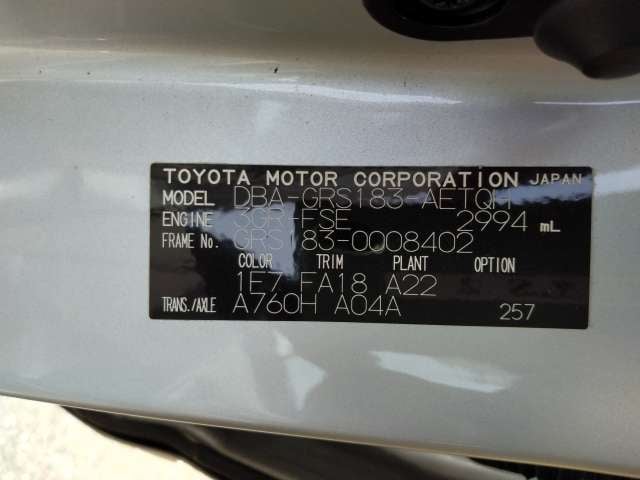 TOYOTA MOTOR CORPORATION JAPAN
MODEL DBA-GRS183-AETQH
ENGINE 3GR-FSE 2994 mL
FRAME No. GRS183-0008402
COLOR TRIM PLANT OPTION
1E7 FA18 A22
TRANS./AXLE A760H A04A 257